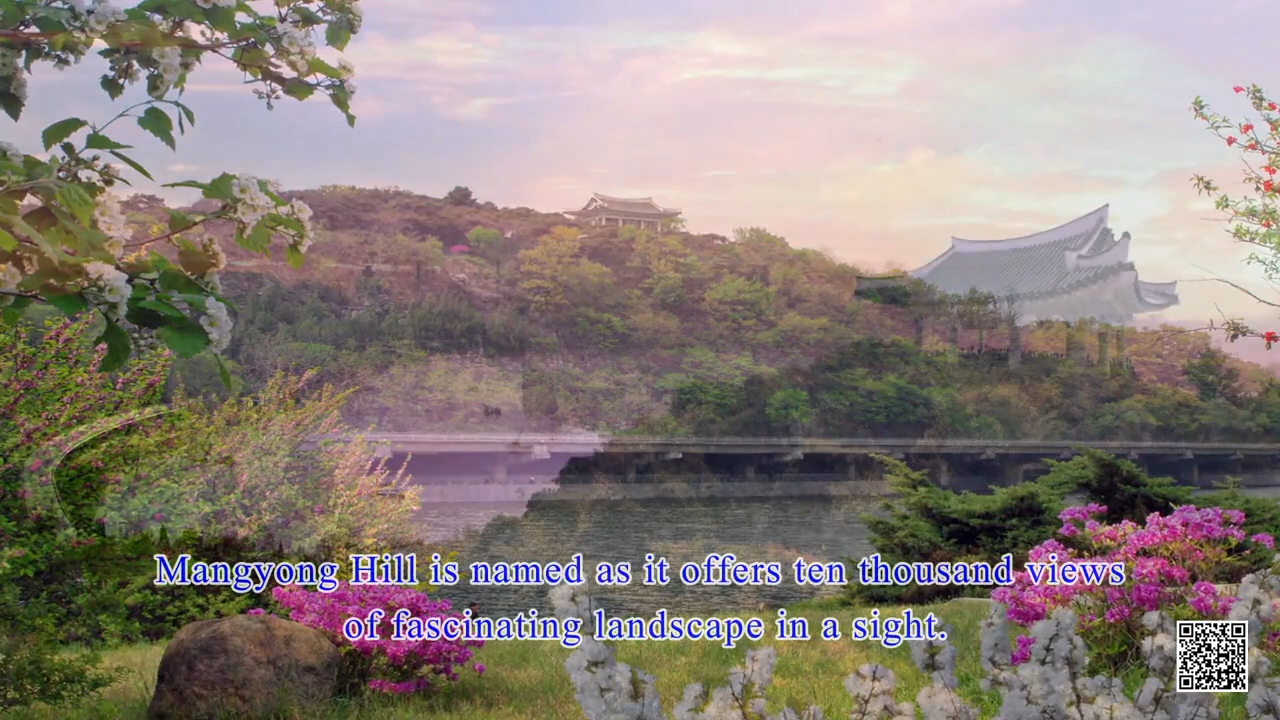 Mangyong Hill is named as it offers ten thousand views
of fascinating landscape in a sight.